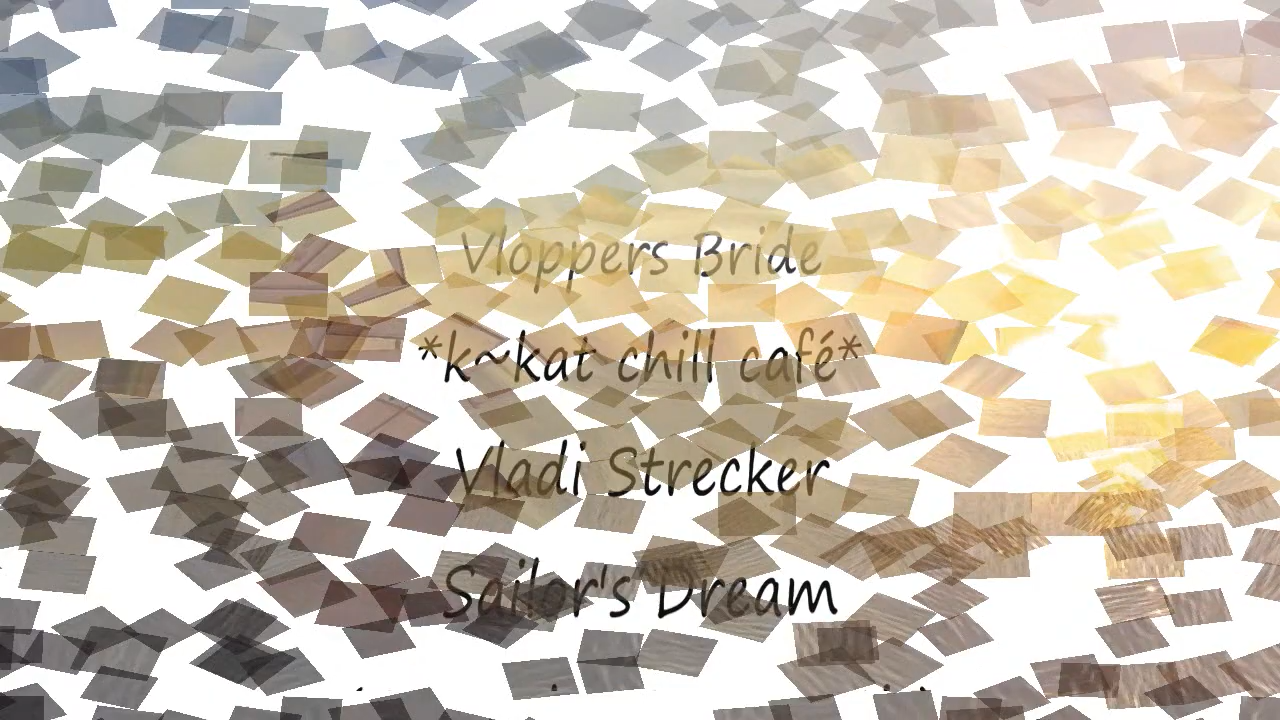 Vloppers Bride
*k~kat chill café*
Vladi Strecker
Sailor's Dream